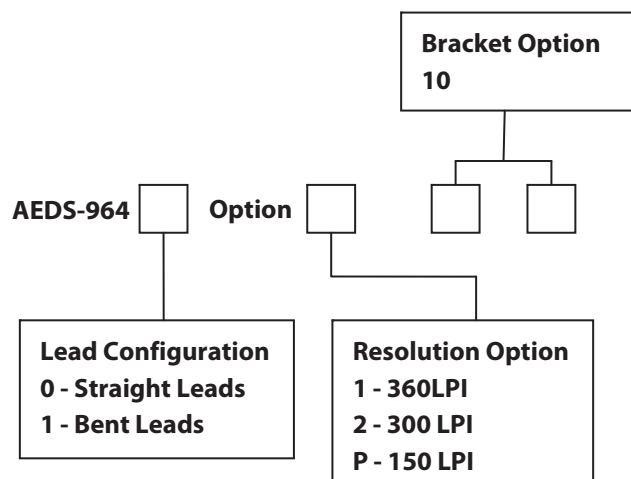 Bracket Option
10
AEDS-964 Option
Lead Configuration
0 - Straight Leads
1 - Bent Leads
Resolution Option
1 - 360LPI
2 - 300 LPI
P - 150 LPI